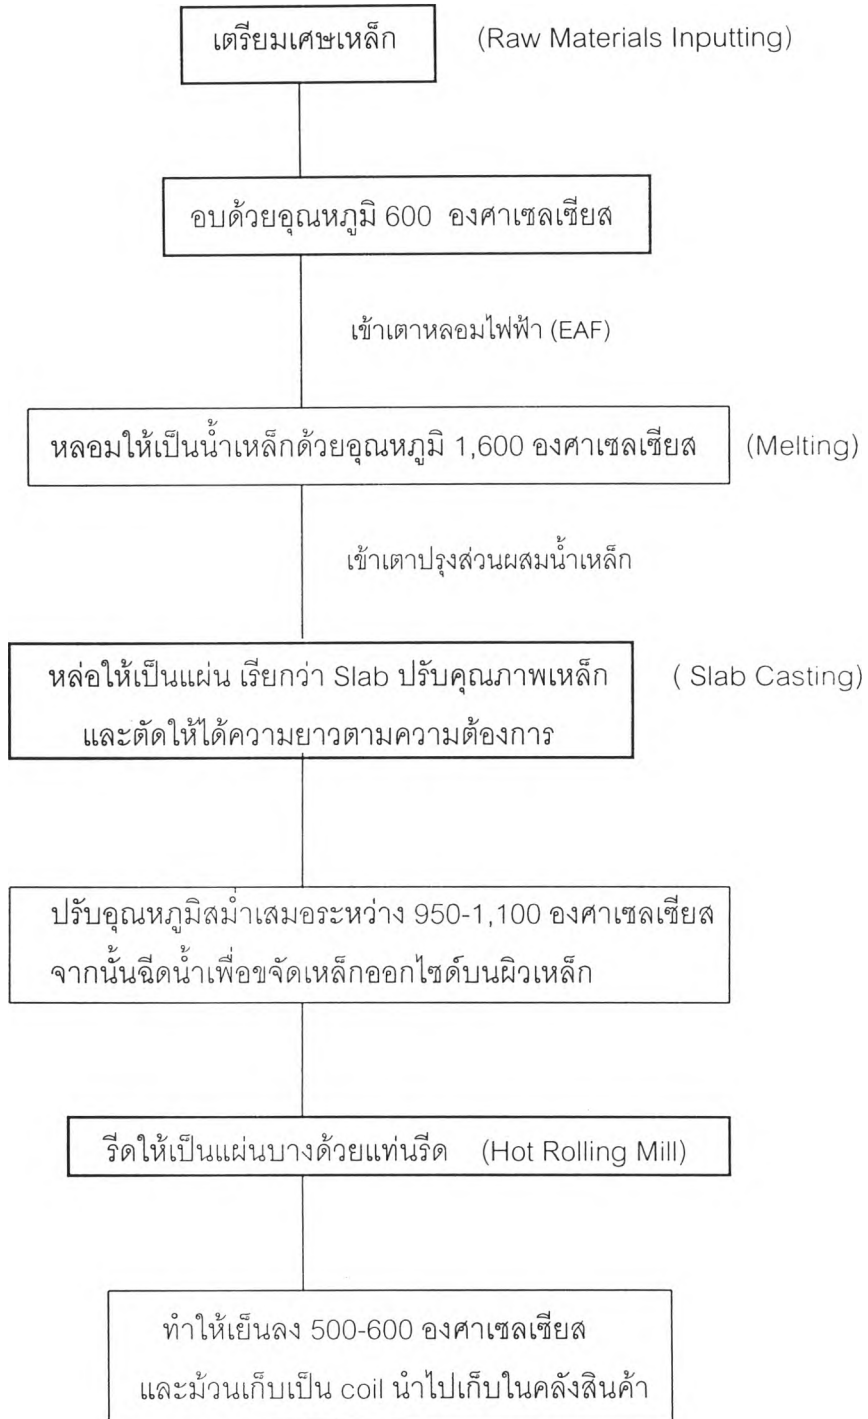 เตรียมเศษเหล็ก (Raw Materials Inputting)
อบด้วยอุณหภูมิ 600 องศาเซลเซียส
เข้าเตาหลอมไฟฟ้า (EAF)
หลอมให้เป็นน้ำเหล็กด้วยอุณหภูมิ 1,600 องศาเซลเซียส (Melting)
เข้าเตาปรุงส่วนผสมน้ำเหล็ก
หล่อให้เป็นแผ่น เรียกว่า Slab ปรับคุณภาพเหล็ก ( Slab Casting)
และตัดให้ได้ความยาวตามความต้องการ
ปรับอุณหภูมิสม่ำเสมอระหว่าง 950-1,100 องศาเซลเซียส
จากนั้นฉีดน้ำเพื่อขจัดเหล็กออกไซด์บนผิวเหล็ก
รีดให้เป็นแผ่นบางด้วยแท่นรีด (Hot Rolling Mill)
ทำให้เย็นลง 500-600 องศาเซลเซียส
และม้วนเก็บเป็น coil นำไปเก็บในคลังสินค้า